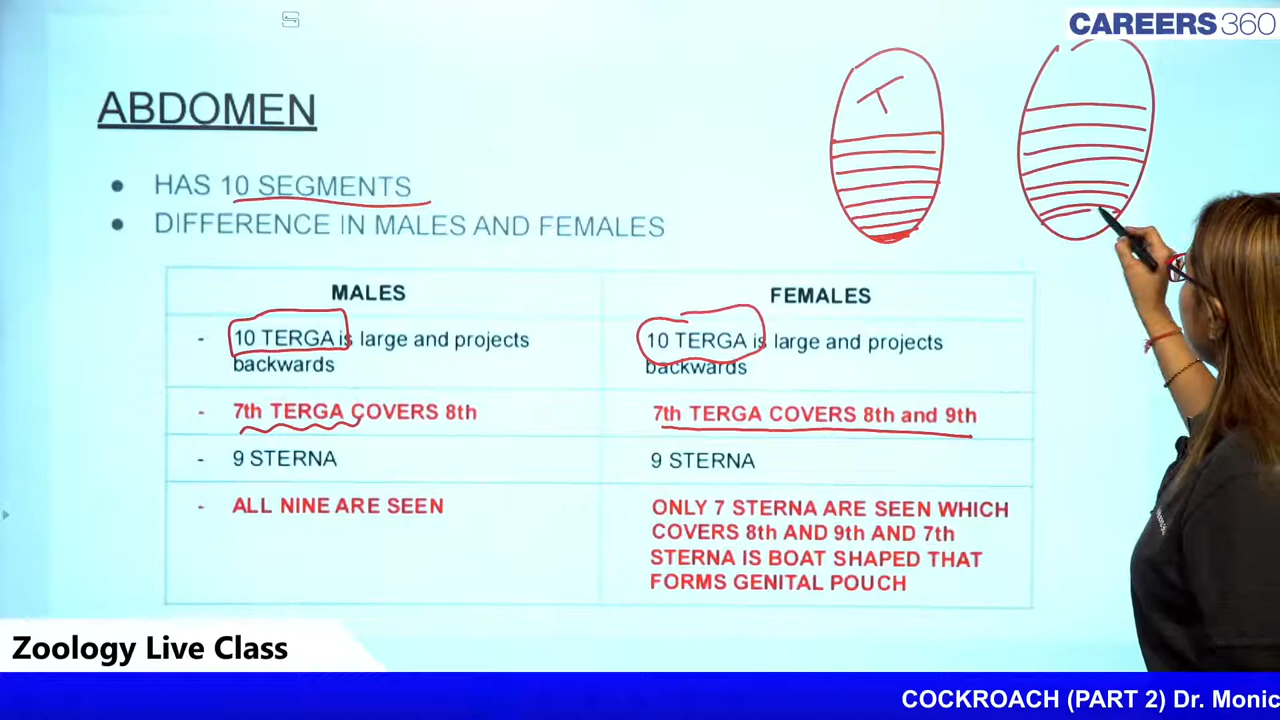 CAREERS360
T
ABDOMEN
● HAS 10 SEGMENTS
● DIFFERENCE IN MALES AND FEMALES
MALES
FEMALES
- 10 TERGA is large and projects
backwards
10 TERGA is large and projects
backwards
- 7th TERGA COVERS 8th
7th TERGA COVERS 8th and 9th
- 9 STERNA
9 STERNA
- ALL NINE ARE SEEN
ONLY 7 STERNA ARE SEEN WHICH
COVERS 8th AND 9th AND 7th
STERNA IS BOAT SHAPED THAT
FORMS GENITAL POUCH
Zoology Live Class
COCKROACH (PART 2) Dr. Monic